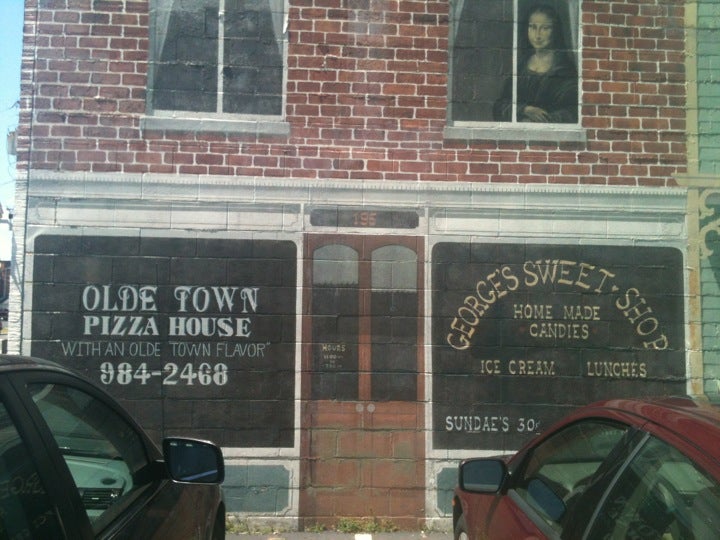 195
OLDE TOWN
PIZZA HOUSE
WITH AN OLDE TOWN FLAVOR"
984-2468
HOURS
GEORGE'S SWEET SHOP
HOME MADE
CANDIES
ICE CREAM LUNCHES
SUNDAE'S 30¢